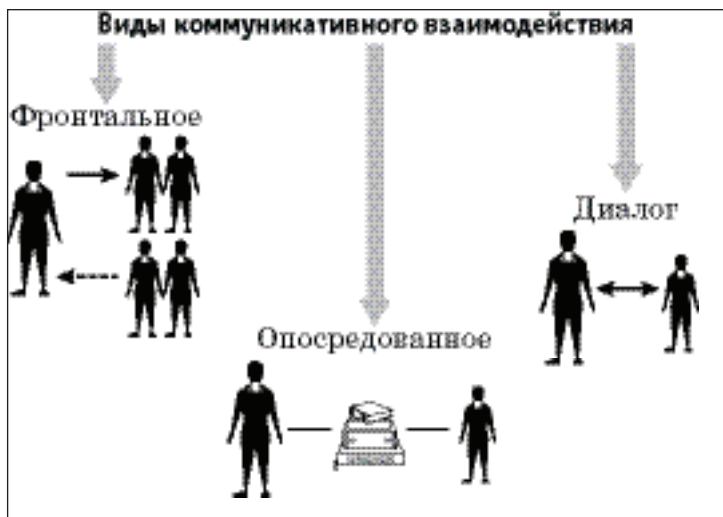 Виды коммуникативного взаимодействия
Фронтальное
Диалог
Опосредованное